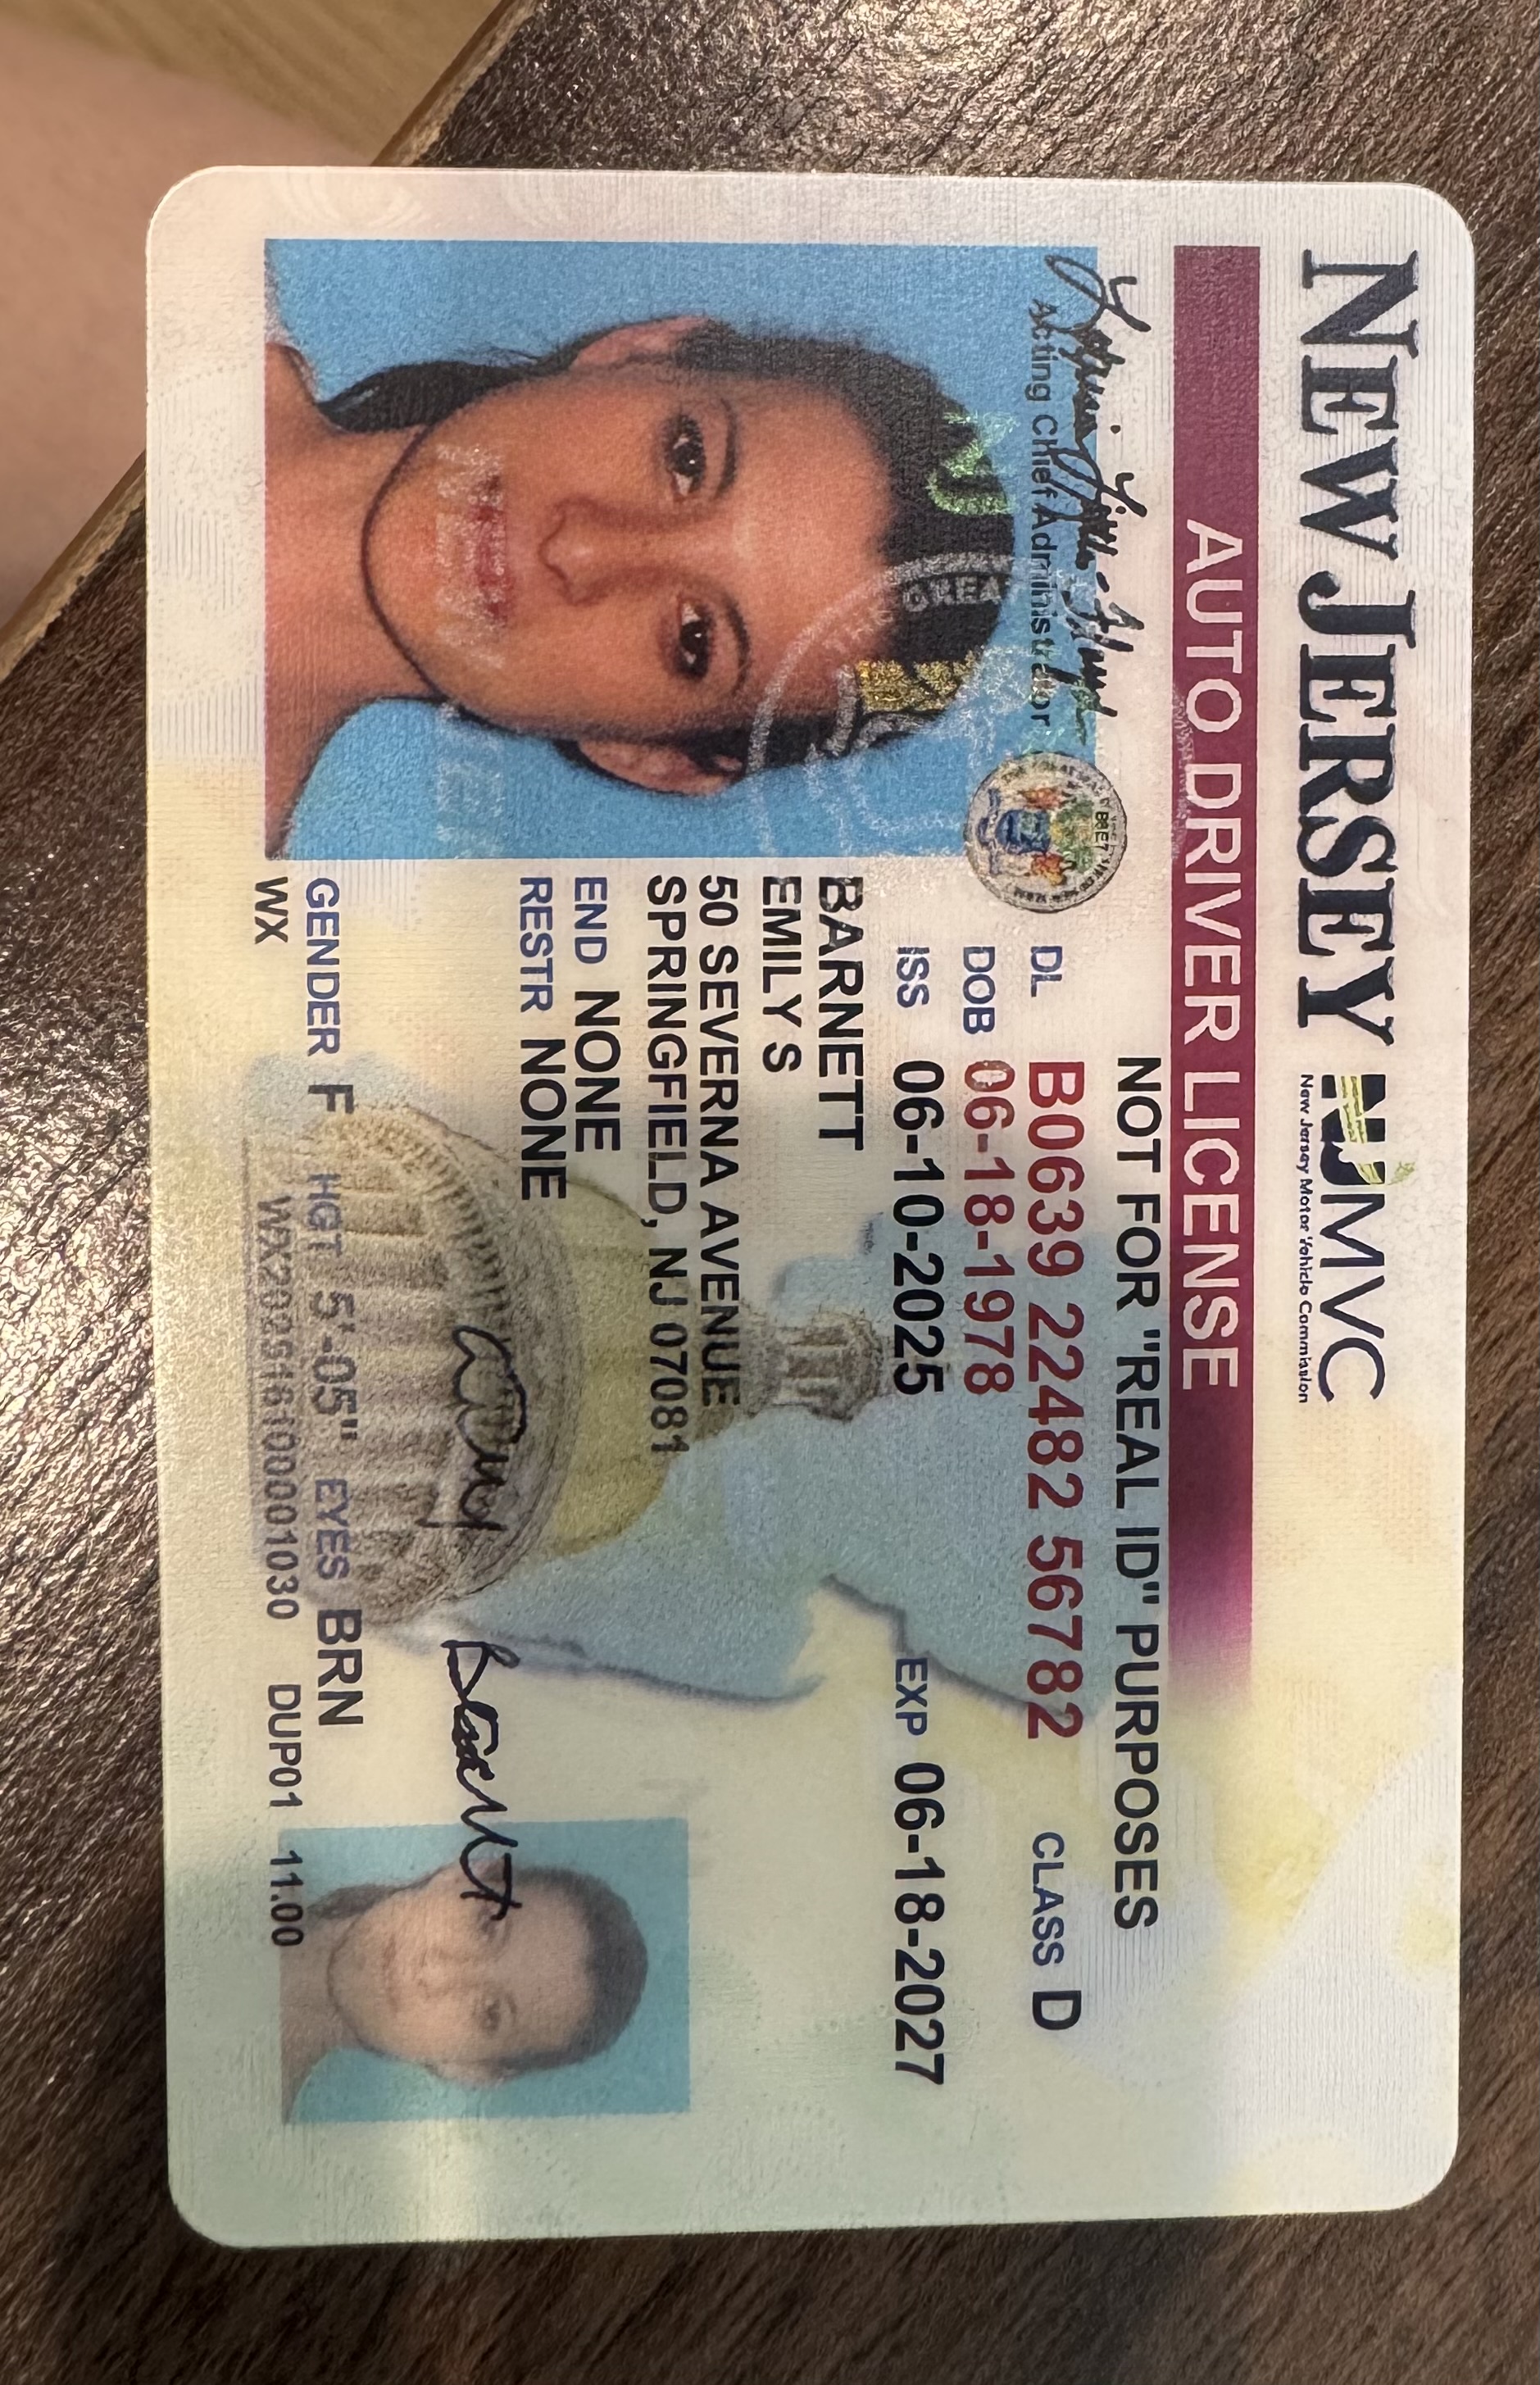 NEW JERSEY NJMVC
New Jersey Motor Vehicle Commission
AUTO DRIVER LICENSE
NOT FOR "REAL ID" PURPOSES
Acting Chief Administrator
DL B0639 22482 56782 CLASS D
DOB 06-18-1978
ISS 06-10-2025 EXP 06-18-2027
BARNETT
EMILY S
50 SEVERNA AVENUE
SPRINGFIELD, NJ 07081
END NONE
RESTR NONE
GENDER F HGT 5'-05" EYES BRN
WX DUP01 11.00